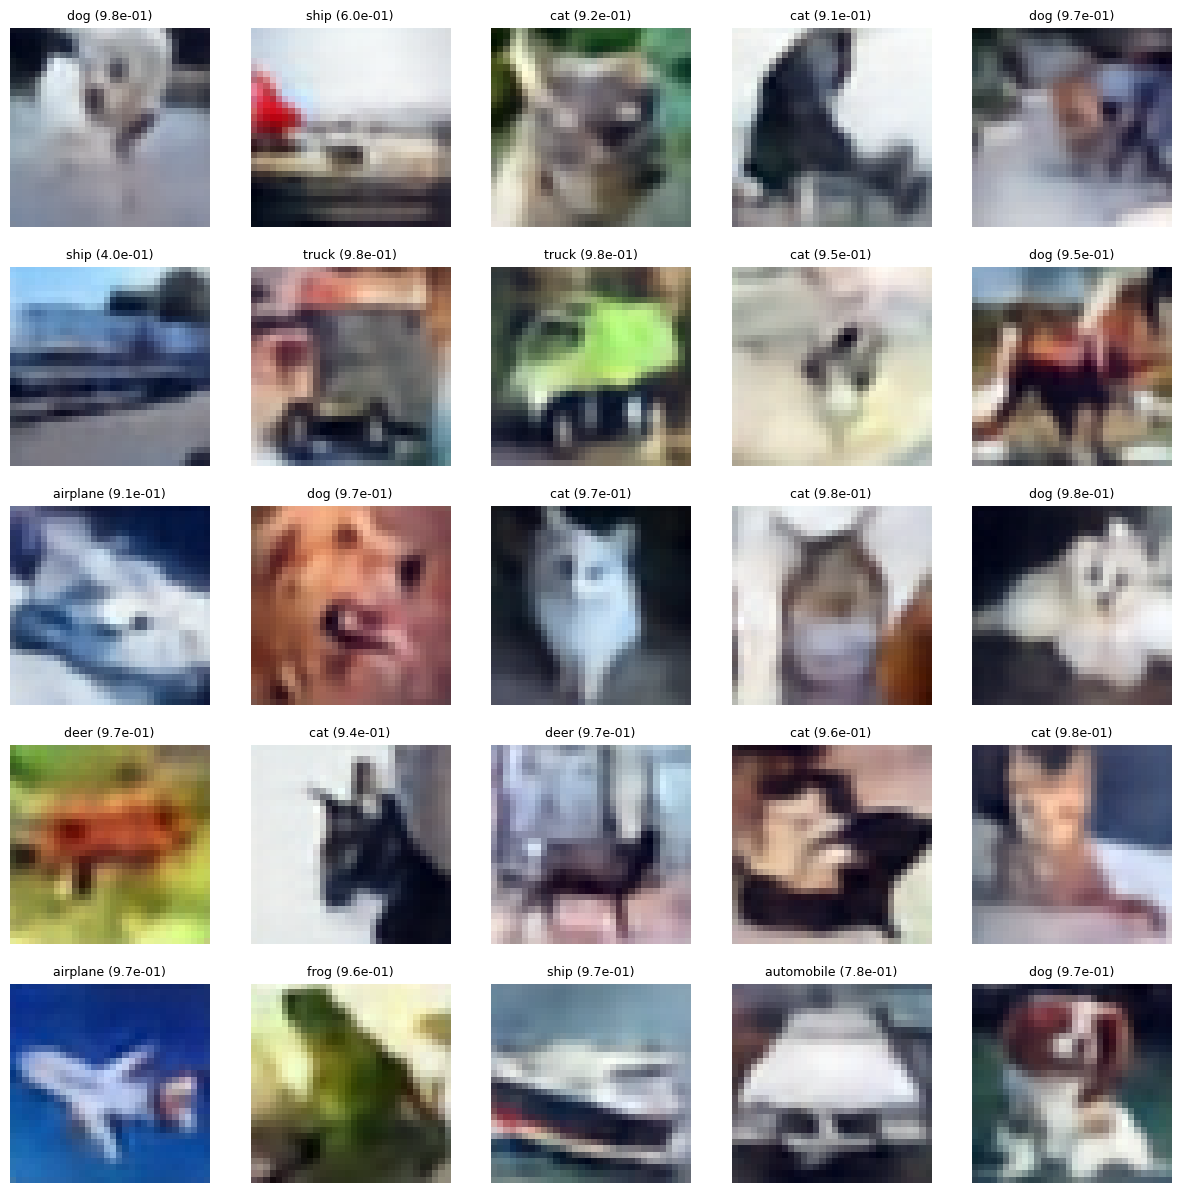 dog (9.8e-01) ship (6.0e-01) cat (9.2e-01) cat (9.1e-01) dog (9.7e-01)
ship (4.0e-01) truck (9.8e-01) truck (9.8e-01) cat (9.5e-01) dog (9.5e-01)
airplane (9.1e-01) dog (9.7e-01) cat (9.7e-01) cat (9.8e-01) dog (9.8e-01)
deer (9.7e-01) cat (9.4e-01) deer (9.7e-01) cat (9.6e-01) cat (9.8e-01)
airplane (9.7e-01) frog (9.6e-01) ship (9.7e-01) automobile (7.8e-01) dog (9.7e-01)